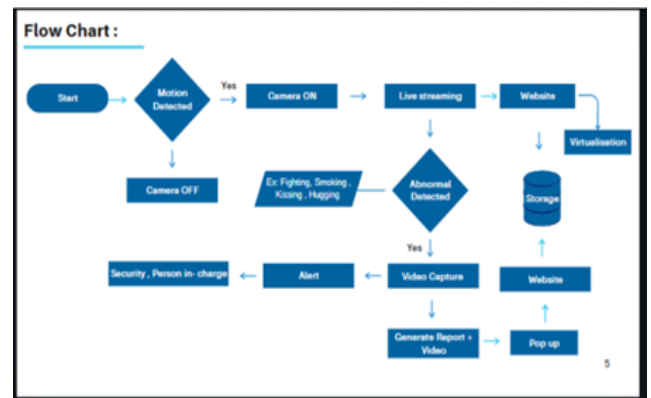 Flow Chart :
Start
Motion
Detected
Yes
Camera ON
Live streaming
Website
Virtualisation
Camera OFF
Ex: Fighting, Smoking ,
Kissing , Hugging
Abnormal
Detected
Storage
Yes
Security , Person in- charge
Alert
Video Capture
Website
Generate Report +
Video
Pop up
5